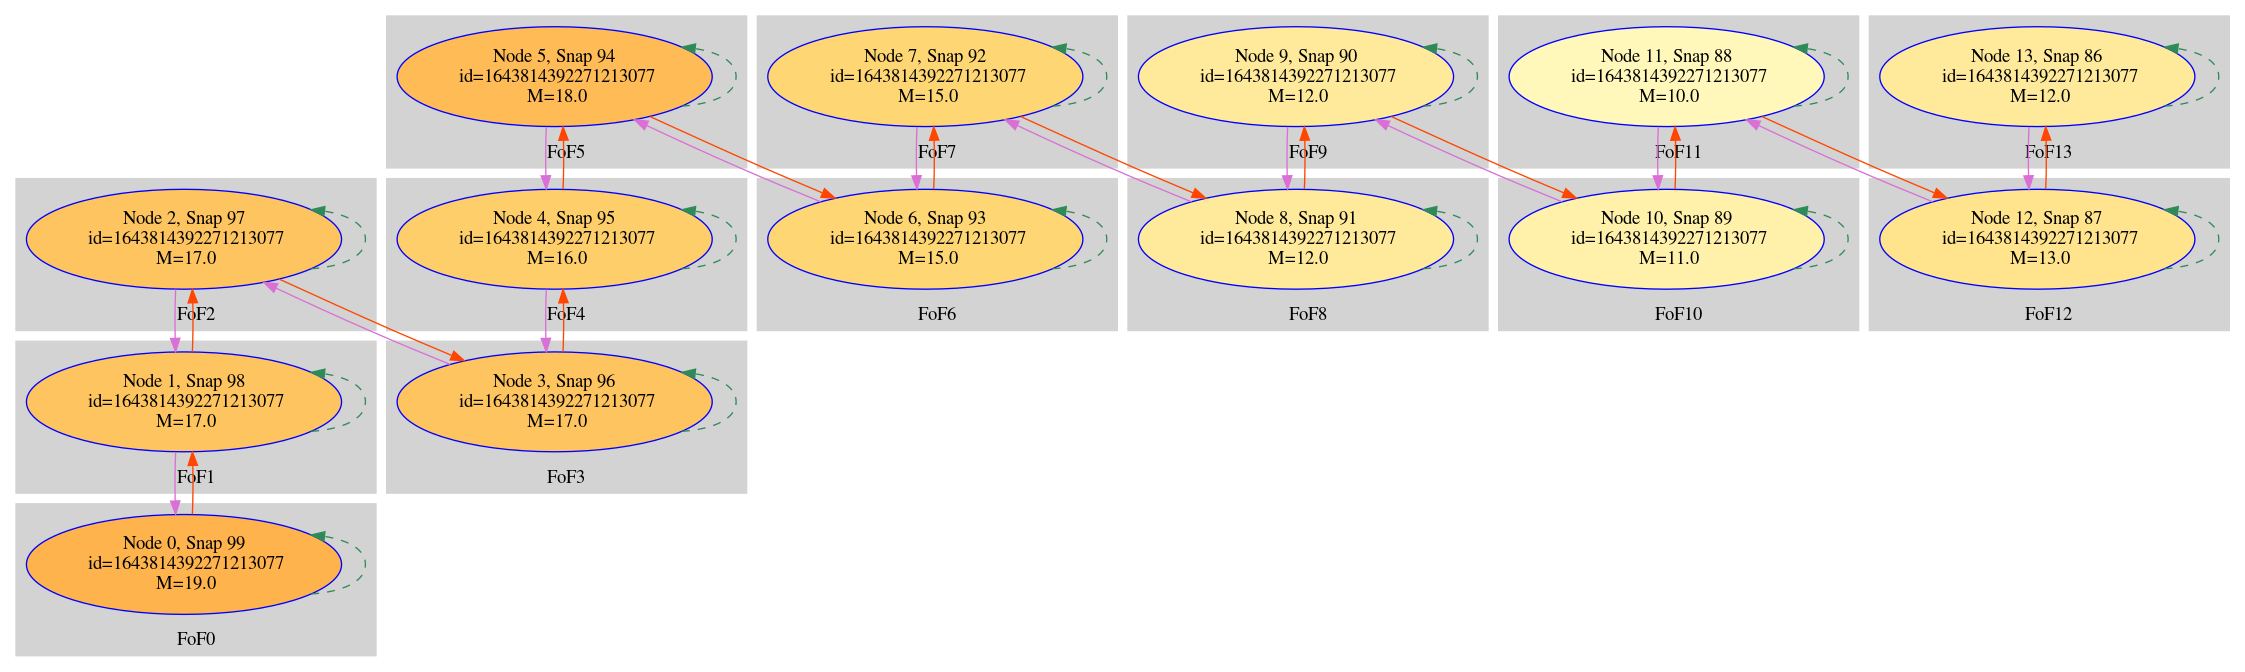 Node 5, Snap 94
id=1643814392271213077
M=18.0
FoF5
Node 7, Snap 92
id=1643814392271213077
M=15.0
FoF7
Node 9, Snap 90
id=1643814392271213077
M=12.0
FoF9
Node 11, Snap 88
id=1643814392271213077
M=10.0
FoF11
Node 13, Snap 86
id=1643814392271213077
M=12.0
FoF13
Node 2, Snap 97
id=1643814392271213077
M=17.0
FoF2
Node 4, Snap 95
id=1643814392271213077
M=16.0
FoF4
Node 6, Snap 93
id=1643814392271213077
M=15.0
FoF6
Node 8, Snap 91
id=1643814392271213077
M=12.0
FoF8
Node 10, Snap 89
id=1643814392271213077
M=11.0
FoF10
Node 12, Snap 87
id=1643814392271213077
M=13.0
FoF12
Node 1, Snap 98
id=1643814392271213077
M=17.0
FoF1
Node 3, Snap 96
id=1643814392271213077
M=17.0
FoF3
Node 0, Snap 99
id=1643814392271213077
M=19.0
FoF0